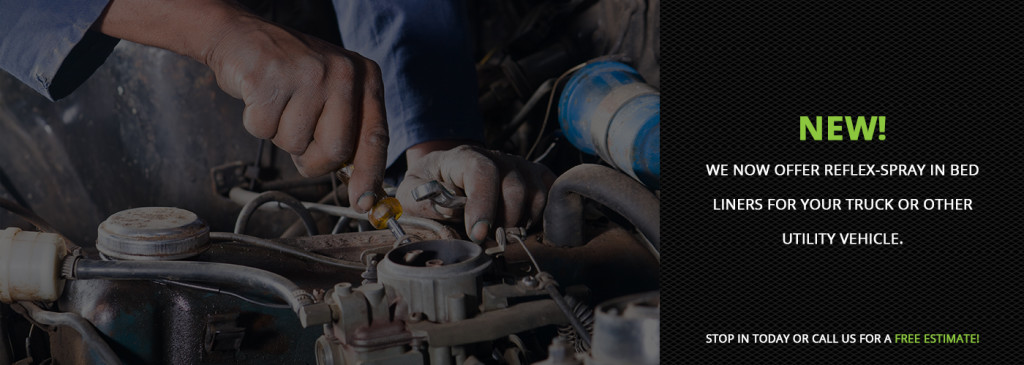 NEW!
WE NOW OFFER REFLEX-SPRAY IN BED
LINERS FOR YOUR TRUCK OR OTHER
UTILITY VEHICLE.
STOP IN TODAY OR CALL US FOR A FREE ESTIMATE!